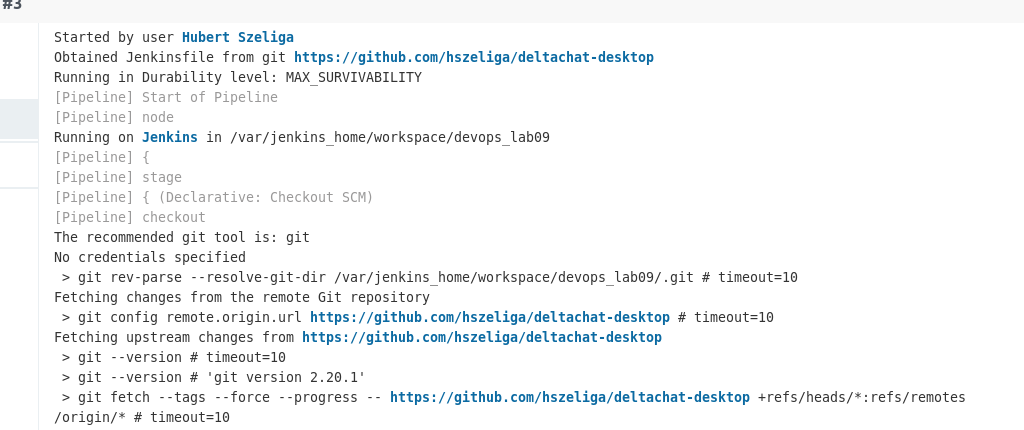 #3
Started by user Hubert Szeliga
Obtained Jenkinsfile from git https://github.com/hszeliga/deltachat-desktop
Running in Durability level: MAX_SURVIVABILITY
[Pipeline] Start of Pipeline
[Pipeline] node
Running on Jenkins in /var/jenkins_home/workspace/devops_lab09
[Pipeline] {
[Pipeline] stage
[Pipeline] { (Declarative: Checkout SCM)
[Pipeline] checkout
The recommended git tool is: git
No credentials specified
 > git rev-parse --resolve-git-dir /var/jenkins_home/workspace/devops_lab09/.git # timeout=10
Fetching changes from the remote Git repository
 > git config remote.origin.url https://github.com/hszeliga/deltachat-desktop # timeout=10
Fetching upstream changes from https://github.com/hszeliga/deltachat-desktop
 > git --version # timeout=10
 > git --version # 'git version 2.20.1'
 > git fetch --tags --force --progress -- https://github.com/hszeliga/deltachat-desktop +refs/heads/*:refs/remotes
/origin/* # timeout=10